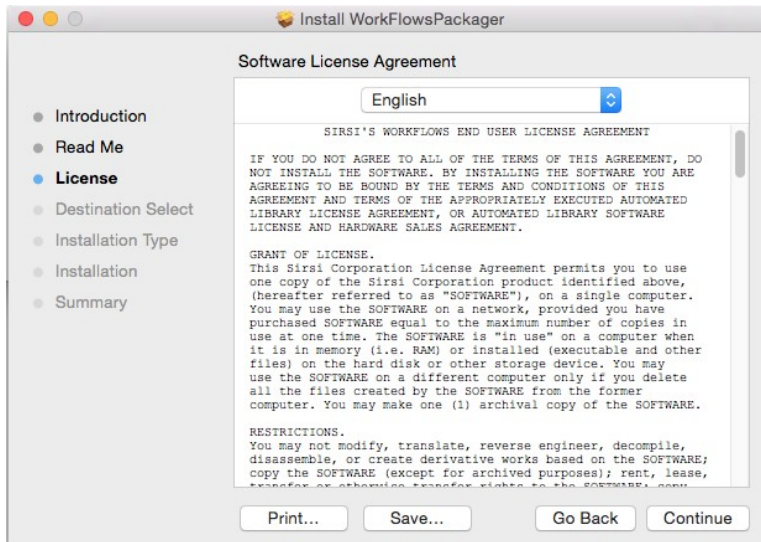 Install WorkFlowsPackager
Software License Agreement
Introduction
Read Me
License
Destination Select
Installation Type
Installation
Summary
English
SIRSI'S WORKFLOWS END USER LICENSE AGREEMENT
IF YOU DO NOT AGREE TO ALL OF THE TERMS OF THIS AGREEMENT, DO
NOT INSTALL THE SOFTWARE. BY INSTALLING THE SOFTWARE YOU ARE
AGREEING TO BE BOUND BY THE TERMS AND CONDITIONS OF THIS
AGREEMENT AND TERMS OF THE APPROPRIATELY EXECUTED AUTOMATED
LIBRARY LICENSE AGREEMENT, OR AUTOMATED LIBRARY SOFTWARE
LICENSE AND HARDWARE SALES AGREEMENT.
GRANT OF LICENSE.
This Sirsi Corporation License Agreement permits you to use
one copy of the Sirsi Corporation product identified above,
(hereafter referred to as "SOFTWARE"), on a single computer.
You may use the SOFTWARE on a network, provided you have
purchased SOFTWARE equal to the maximum number of copies in
use at one time. The SOFTWARE is "in use" on a computer when
it is in memory (i.e. RAM) or installed (executable and other
files) on the hard disk or other storage device. You may
use the SOFTWARE on a different computer only if you delete
all the files created by the SOFTWARE from the former
computer. You may make one (1) archival copy of the SOFTWARE.
RESTRICTIONS.
You may not modify, translate, reverse engineer, decompile,
disassemble, or create derivative works based on the SOFTWARE;
copy the SOFTWARE (except for archived purposes); rent, lease,
transfer or otherwise transfer rights to the SOFTWARE; copy
Print...
Save...
Go Back
Continue